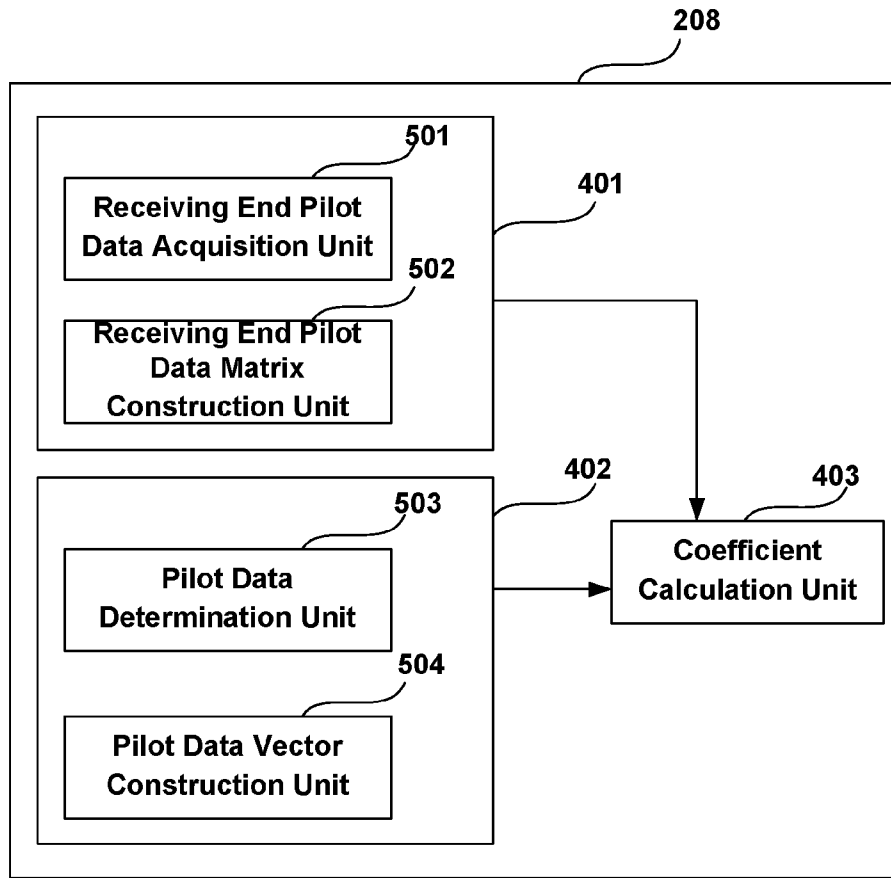 208
501
Receiving End Pilot
Data Acquisition Unit
401
502
Receiving End Pilot
Data Matrix
Construction Unit
402
503
Pilot Data
Determination Unit
403
Coefficient
Calculation Unit
504
Pilot Data Vector
Construction Unit